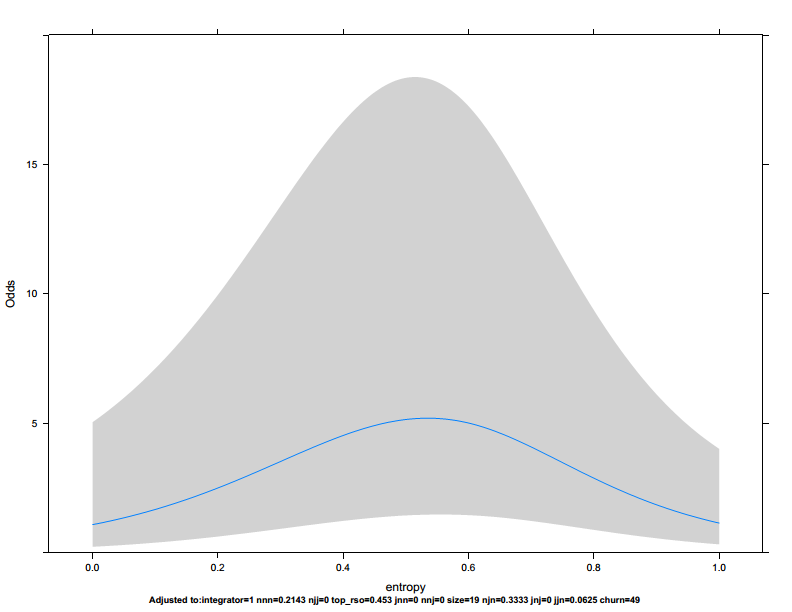 15
10
5
Odds
0.0 0.2 0.4 0.6 0.8 1.0
entropy
Adjusted to:integrator=1 nnn=0.2143 njj=0 top_rso=0.453 jnn=0 nnj=0 size=19 njn=0.3333 jnj=0 jjn=0.0625 churn=49